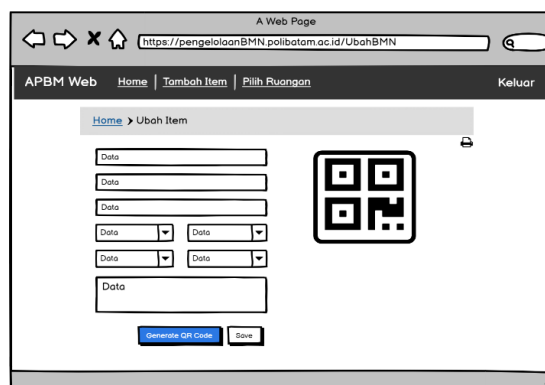 A Web Page
https://pengelolaanBMN.polibatam.ac.id/UbahBMN
APBM Web Home Tambah Item Pilih Ruangan Keluar
Home > Ubah Item
Data
Data
Data
Data Data
Data Data
Data
Generate QR Code Save